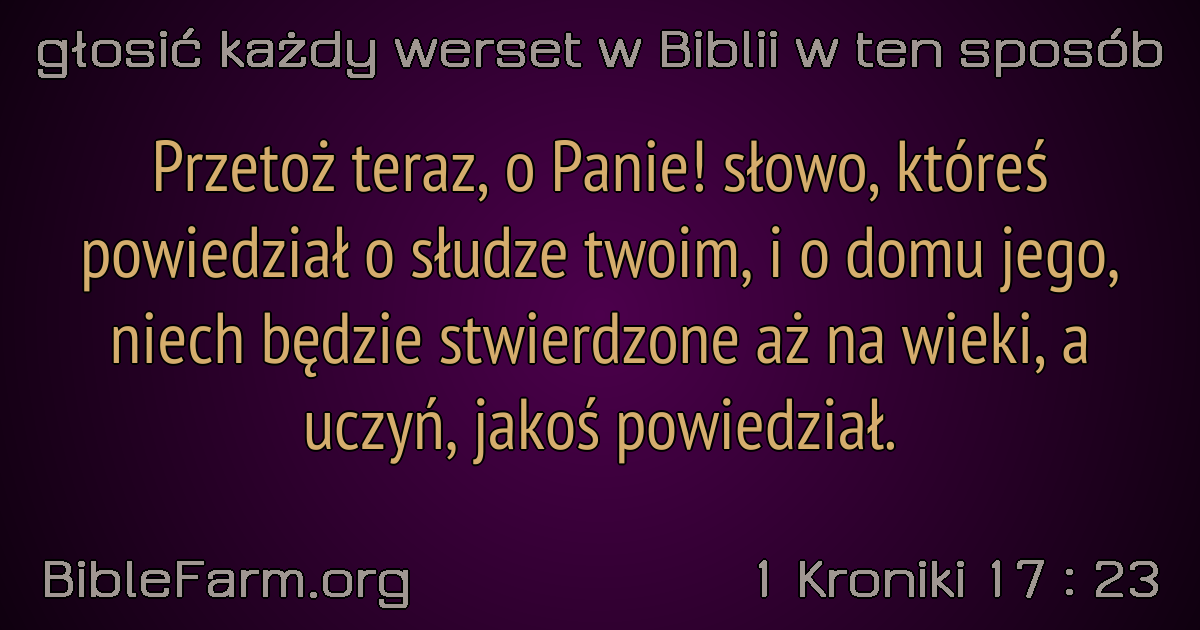 głosić każdy werset w Biblii w ten sposób
Przetoż teraz, o Panie! słowo, któreś
powiedział o słudze twoim, i o domu jego,
niech będzie stwierdzone aż na wieki, a
uczyń, jakoś powiedział.
BibleFarm.org
1 Kroniki 17 : 23